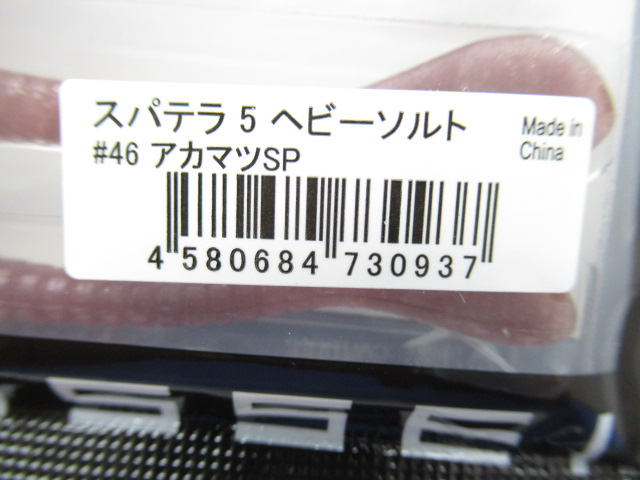 スパテラ 5 ヘビーソルト
#46 アカマツSP
Made in
China
4 580684 730937